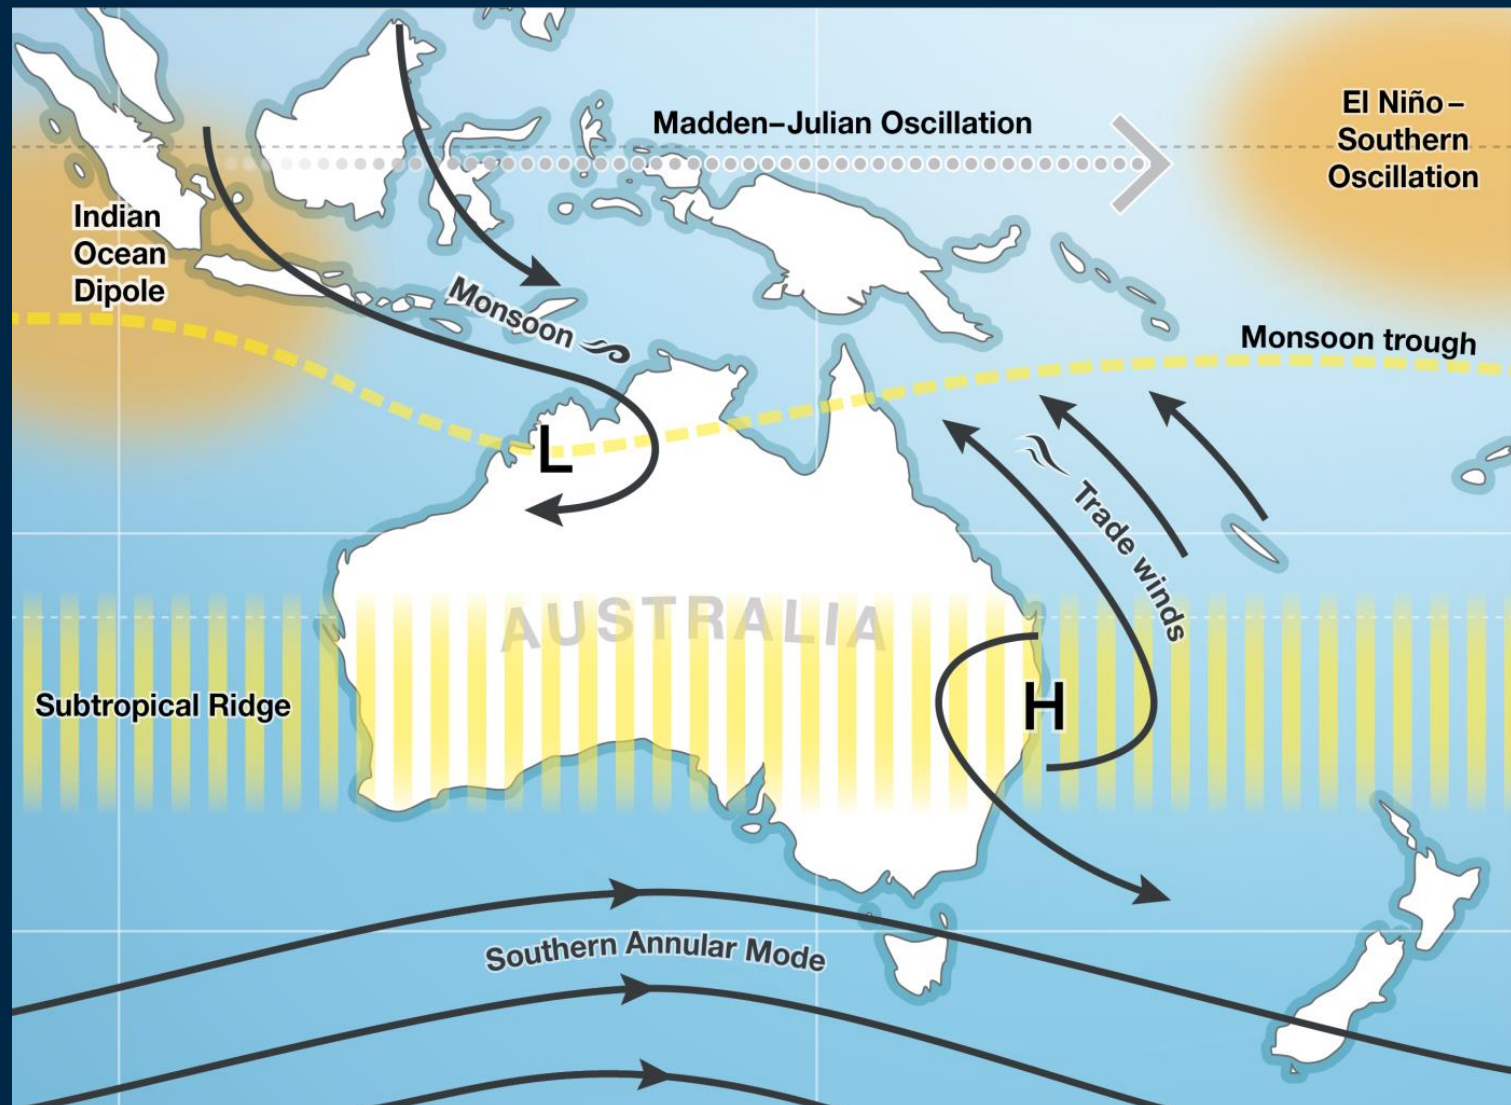 Madden–Julian Oscillation
El Niño–
Southern
Oscillation
Indian
Ocean
Dipole
Monsoon
Monsoon trough
L
Trade winds
AUSTRALIA
Subtropical Ridge
H
Southern Annular Mode